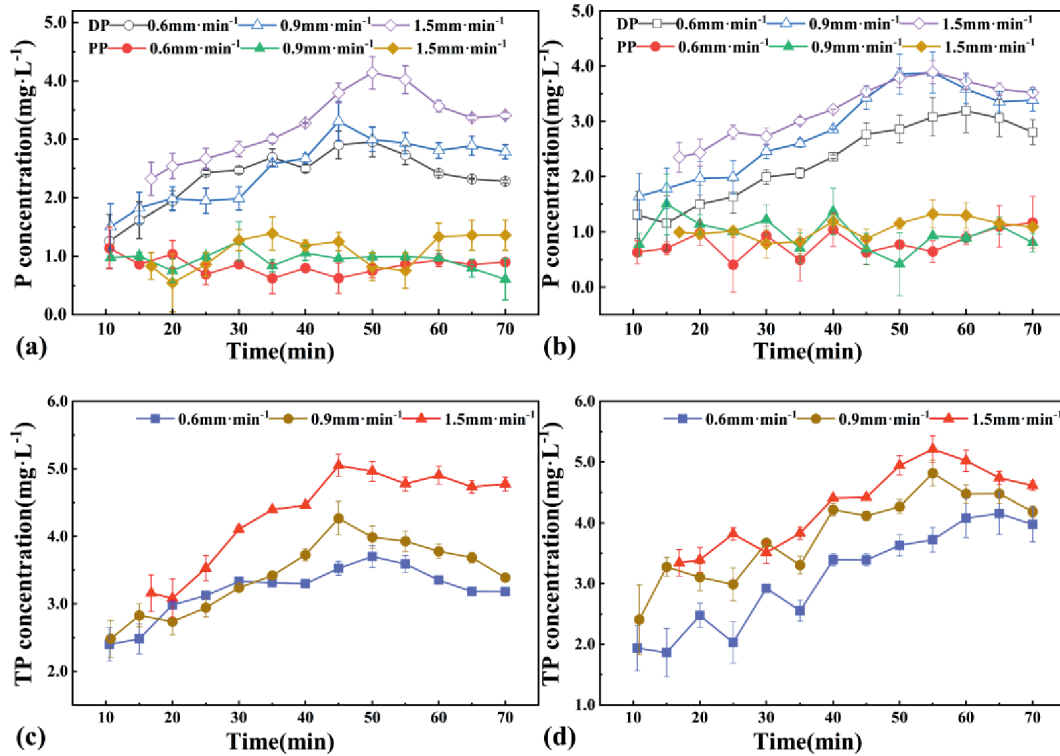 DP 0.6mm·min⁻¹ 0.9mm·min⁻¹ 1.5mm·min⁻¹
PP 0.6mm·min⁻¹ 0.9mm·min⁻¹ 1.5mm·min⁻¹
P concentration(mg·L⁻¹)
5.0
4.0
3.0
2.0
1.0
0.0
10 20 30 40 50 60 70
(a)
Time(min)
DP 0.6mm·min⁻¹ 0.9mm·min⁻¹ 1.5mm·min⁻¹
PP 0.6mm·min⁻¹ 0.9mm·min⁻¹ 1.5mm·min⁻¹
P concentration(mg·L⁻¹)
5.0
4.0
3.0
2.0
1.0
0.0
10 20 30 40 50 60 70
(b)
Time(min)
0.6mm·min⁻¹ 0.9mm·min⁻¹ 1.5mm·min⁻¹
TP concentration(mg·L⁻¹)
6.0
5.0
4.0
3.0
2.0
10 20 30 40 50 60 70
(c)
Time(min)
0.6mm·min⁻¹ 0.9mm·min⁻¹ 1.5mm·min⁻¹
TP concentration(mg·L⁻¹)
6.0
5.0
4.0
3.0
2.0
1.0
10 20 30 40 50 60 70
(d)
Time(min)